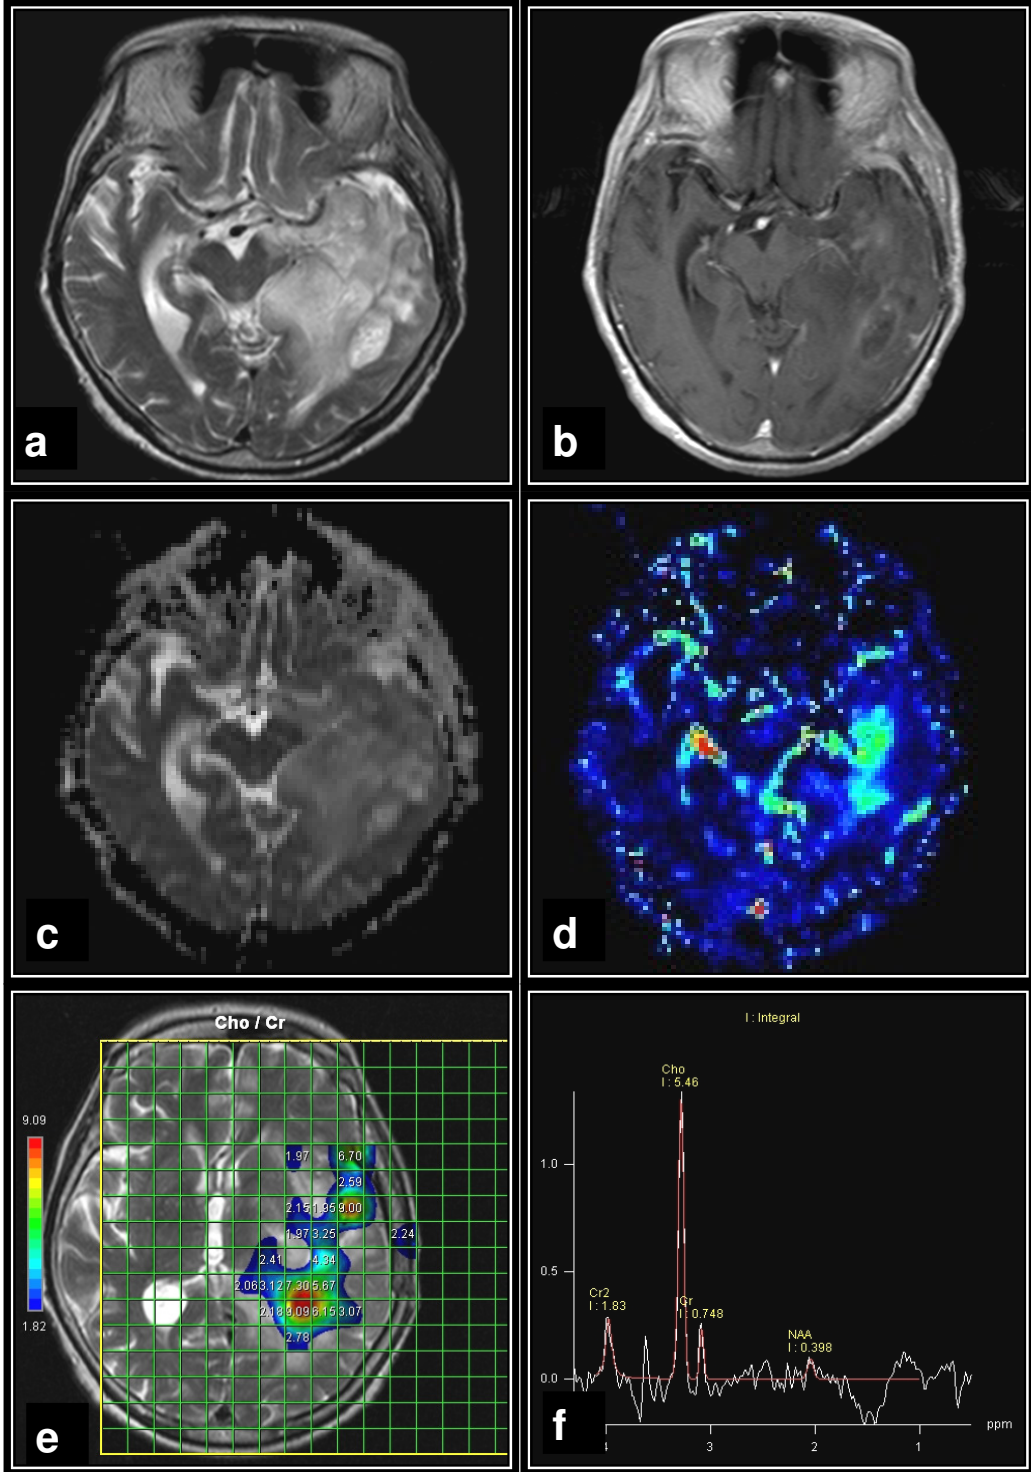 a
b
c
d
Cho / Cr
9.09
1.97
6.70
2.59
2.15 1.95 9.00
1.97 3.25
2.24
2.41
4.34
2.06 3.12 7.30 5.67
2.18 9.09 6.15 3.07
2.78
1.82
e
I : Integral
Cho
I : 5.46
1.0
0.5
Cr2
I : 1.83
Cr
I : 0.748
NAA
I : 0.398
0.0
ppm
4
3
2
1
f